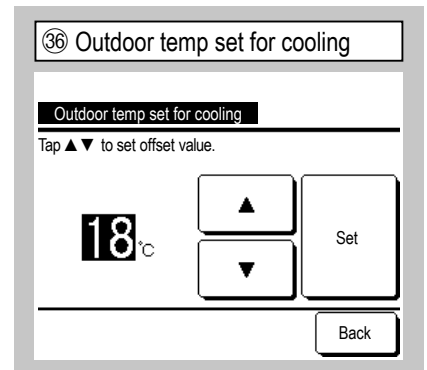 ㊱ Outdoor temp set for cooling
Outdoor temp set for cooling
Tap ▲▼ to set offset value.
18°C
▲
Set
▼
Back